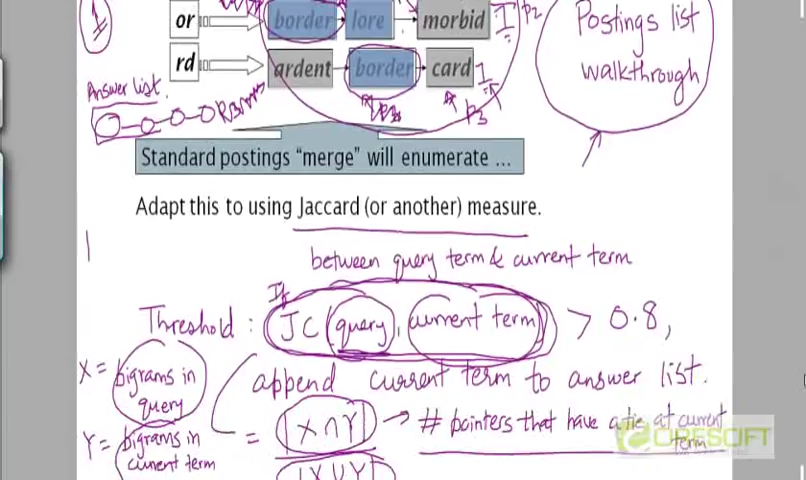 or border lore morbid
P2
Postings list
walkthrough
rd ardent border card
P3
Answer list
Standard postings "merge" will enumerate ...
Adapt this to using Jaccard (or another) measure.
between query term & current term
If
Threshold : JC (query, current term) > 0.8,
append current term to answer list.
X = bigrams in
query
= |X∩Y| → # pointers that have a tie at current
term
Y = bigrams in
current term
|X∪Y|